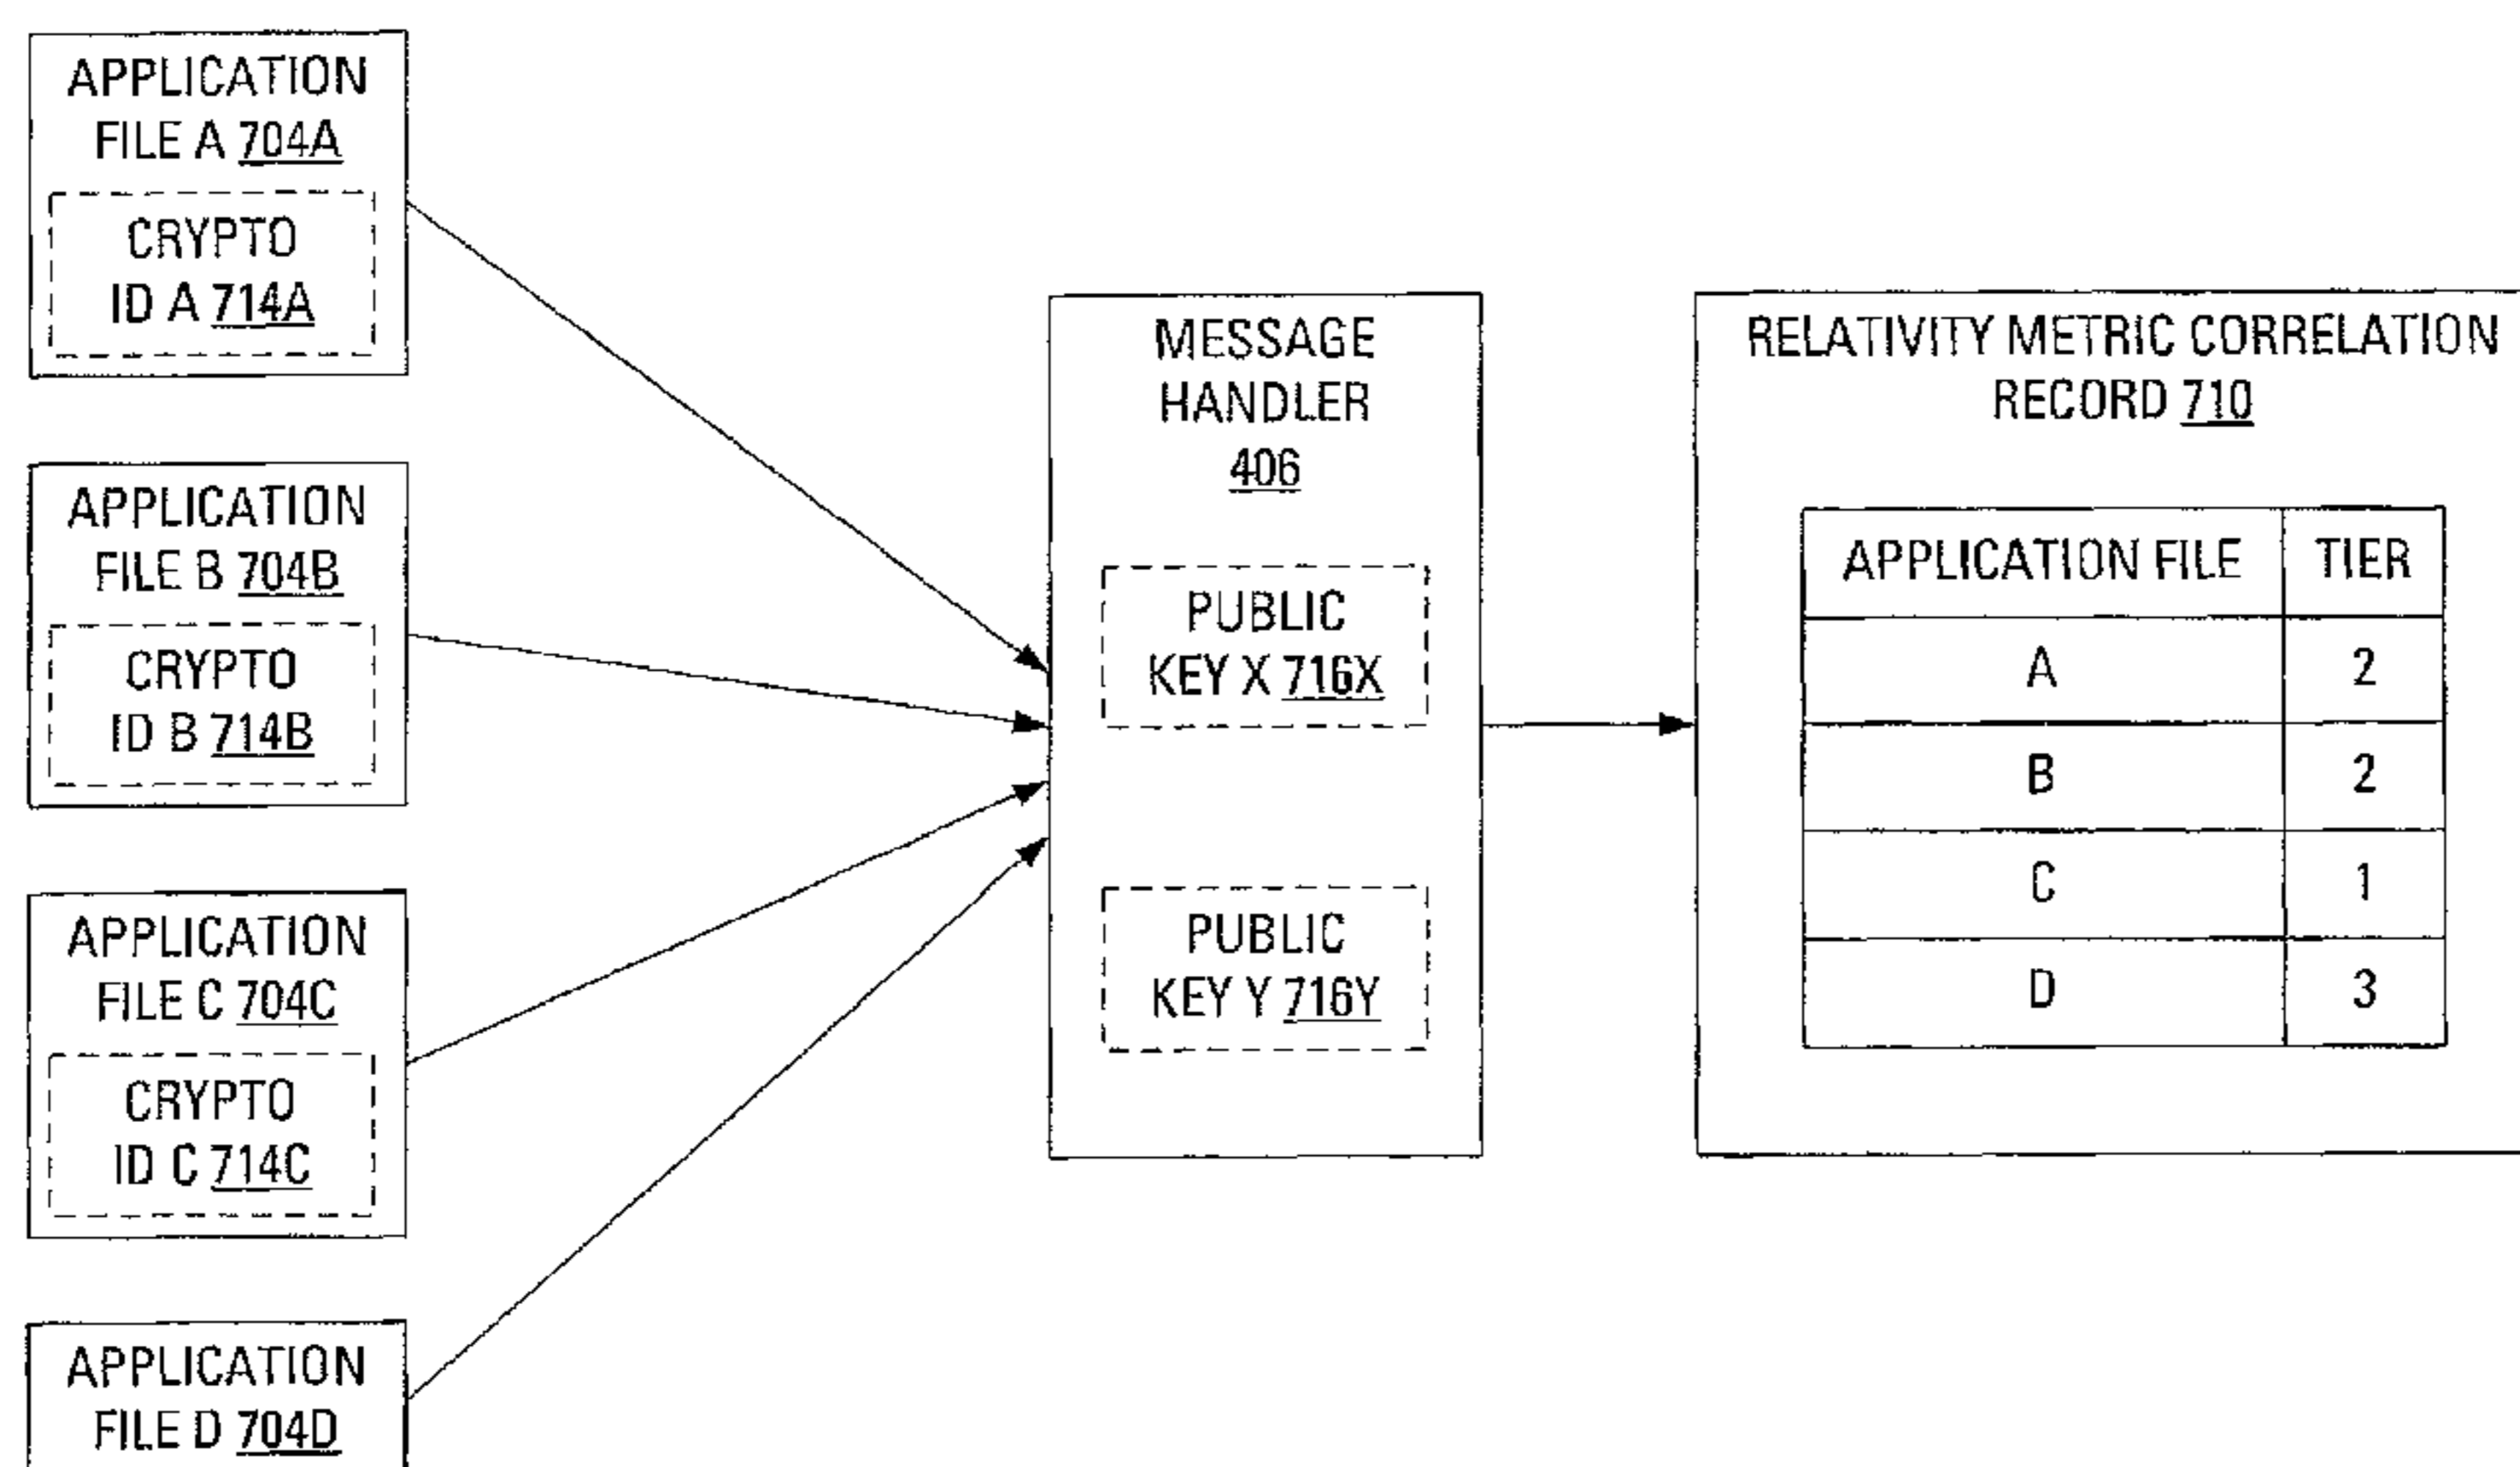 APPLICATION
FILE A 704A
CRYPTO
ID A 714A
APPLICATION
FILE B 704B
CRYPTO
ID B 714B
APPLICATION
FILE C 704C
CRYPTO
ID C 714C
APPLICATION
FILE D 704D
MESSAGE
HANDLER
406
PUBLIC
KEY X 716X
PUBLIC
KEY Y 716Y
RELATIVITY METRIC CORRELATION
RECORD 710
APPLICATION FILE TIER
A 2
B 2
C 1
D 3